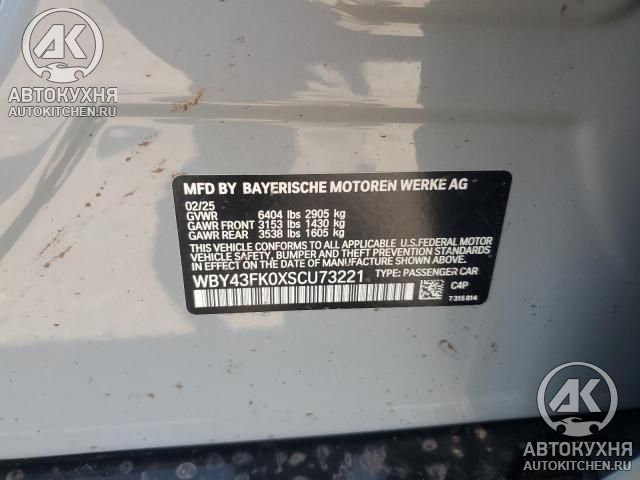 AK
АВТОКУХНЯ
AUTOKITCHEN.RU
MFD BY BAYERISCHE MOTOREN WERKE AG
02/25
GVWR 6404 lbs 2905 kg
GAWR FRONT 3153 lbs 1430 kg
GAWR REAR 3538 lbs 1605 kg
THIS VEHICLE CONFORMS TO ALL APPLICABLE U.S.FEDERAL MOTOR
VEHICLE SAFETY, BUMPER AND THEFT PREVENTION STANDARDS IN
EFFECT ON THE DATE OF MANUFACTURE SHOWN ABOVE.
WBY43FK0XSCU73221 TYPE: PASSENGER CAR
C4P
7 315 814
AK
АВТОКУХНЯ
AUTOKITCHEN.RU